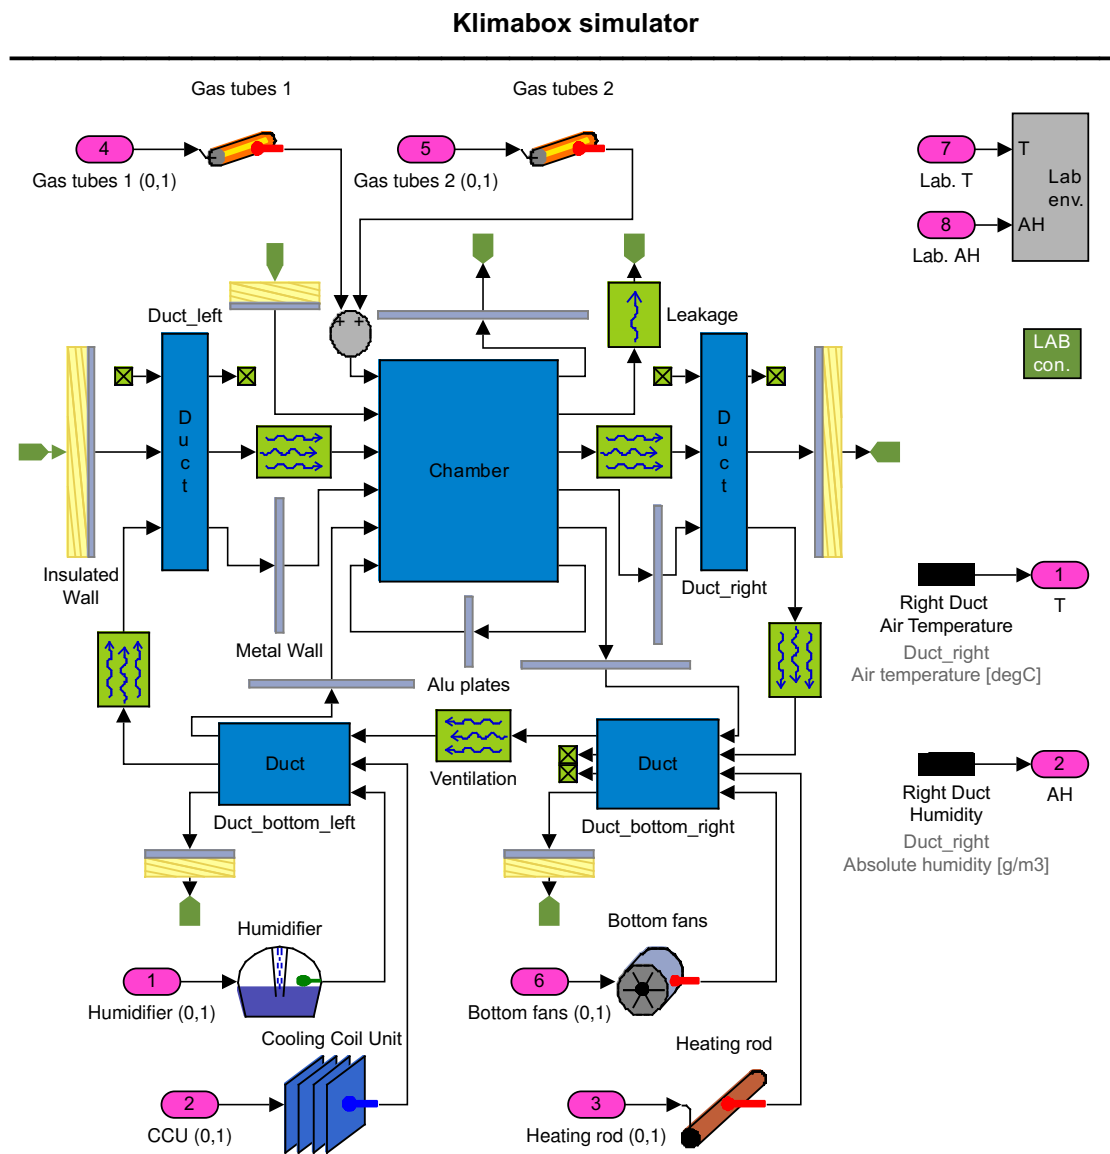 Klimabox simulator
Gas tubes 1
Gas tubes 2
4
5
7
T
Lab
env.
Gas tubes 1 (0,1)
Gas tubes 2 (0,1)
Lab. T
8
AH
Lab. AH
Duct_left
+ +
Leakage
LAB
con.
D
u
c
t
Chamber
D
u
c
t
Insulated
Wall
Duct_right
Metal Wall
Alu plates
1
Right Duct
Air Temperature
T
Duct_right
Air temperature [degC]
Duct
Ventilation
Duct
Duct_bottom_left
Duct_bottom_right
2
Right Duct
Humidity
AH
Duct_right
Absolute humidity [g/m3]
Humidifier
Bottom fans
1
6
Humidifier (0,1)
Bottom fans (0,1)
Cooling Coil Unit
Heating rod
2
3
CCU (0,1)
Heating rod (0,1)